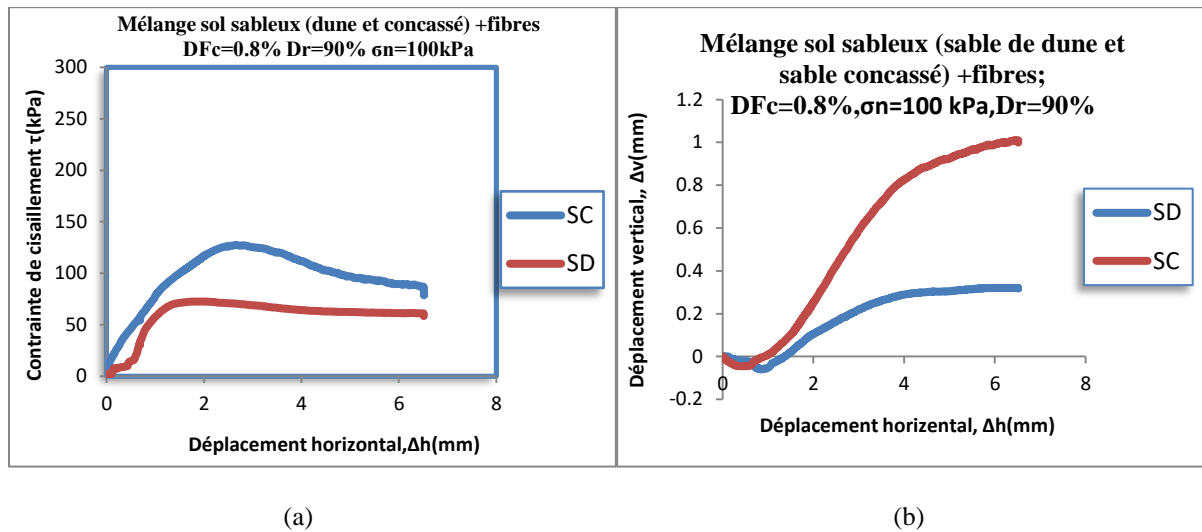 Mélange sol sableux (dune et concassé) +fibres
DFc=0.8% Dr=90% σn=100kPa
300
250
200
150
100
50
0
0 2 4 6 8
Contrainte de cisaillement τ(kPa)
Déplacement horizontal,Δh(mm)
SC
SD
Mélange sol sableux (sable de dune et
sable concassé) +fibres;
DFc=0.8%,σn=100 kPa,Dr=90%
1.2
1
0.8
0.6
0.4
0.2
0
-0.2
0 2 4 6 8
Déplacement vertical,, Δv(mm)
Déplacement horizental, Δh(mm)
SD
SC
(a)
(b)